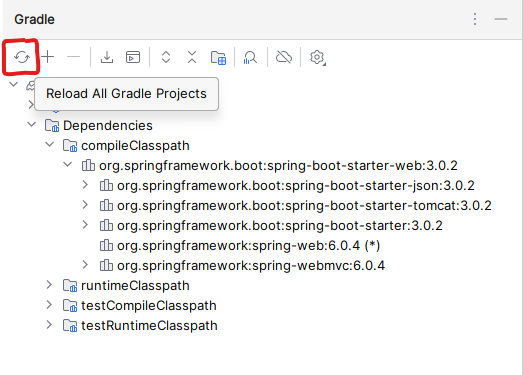 Gradle
Reload All Gradle Projects
Dependencies
compileClasspath
org.springframework.boot:spring-boot-starter-web:3.0.2
org.springframework.boot:spring-boot-starter-json:3.0.2
org.springframework.boot:spring-boot-starter-tomcat:3.0.2
org.springframework.boot:spring-boot-starter:3.0.2
org.springframework:spring-web:6.0.4 (*)
org.springframework:spring-webmvc:6.0.4
runtimeClasspath
testCompileClasspath
testRuntimeClasspath